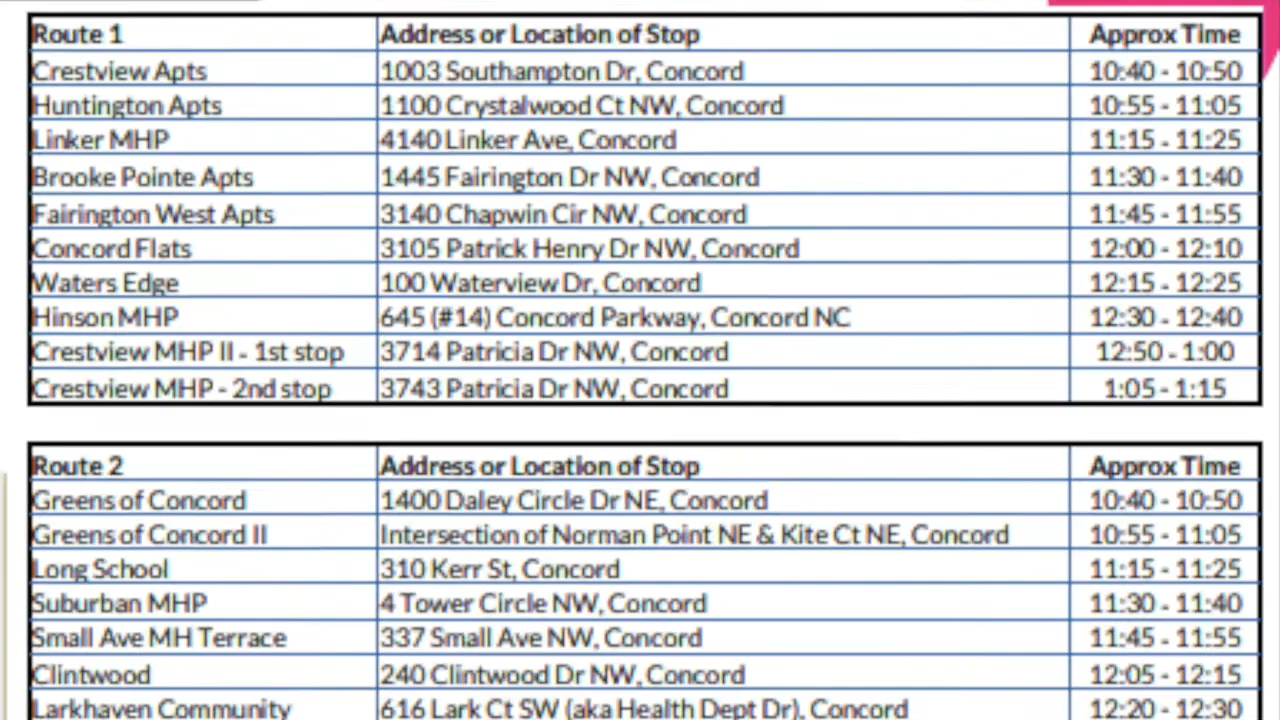 Route 1 Address or Location of Stop Approx Time
Crestview Apts 1003 Southampton Dr, Concord 10:40 - 10:50
Huntington Apts 1100 Crystalwood Ct NW, Concord 10:55 - 11:05
Linker MHP 4140 Linker Ave, Concord 11:15 - 11:25
Brooke Pointe Apts 1445 Fairington Dr NW, Concord 11:30 - 11:40
Fairington West Apts 3140 Chapwin Cir NW, Concord 11:45 - 11:55
Concord Flats 3105 Patrick Henry Dr NW, Concord 12:00 - 12:10
Waters Edge 100 Waterview Dr, Concord 12:15 - 12:25
Hinson MHP 645 (#14) Concord Parkway, Concord NC 12:30 - 12:40
Crestview MHP II - 1st stop 3714 Patricia Dr NW, Concord 12:50 - 1:00
Crestview MHP - 2nd stop 3743 Patricia Dr NW, Concord 1:05 - 1:15
Route 2 Address or Location of Stop Approx Time
Greens of Concord 1400 Daley Circle Dr NE, Concord 10:40 - 10:50
Greens of Concord II Intersection of Norman Point NE & Kite Ct NE, Concord 10:55 - 11:05
Long School 310 Kerr St, Concord 11:15 - 11:25
Suburban MHP 4 Tower Circle NW, Concord 11:30 - 11:40
Small Ave MH Terrace 337 Small Ave NW, Concord 11:45 - 11:55
Clintwood 240 Clintwood Dr NW, Concord 12:05 - 12:15
Larkhaven Community 616 Lark Ct SW (aka Health Dept Dr), Concord 12:20 - 12:30